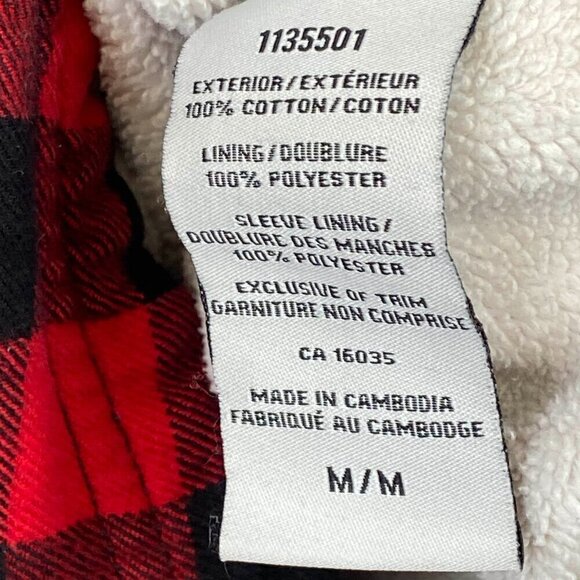 1135501
EXTERIOR/EXTÉRIEUR
100% COTTON/COTON
LINING/DOUBLURE
100% POLYESTER
SLEEVE LINING/
DOUBLURE DES MANCHES
100% POLYESTER
EXCLUSIVE OF TRIM
GARNITURE NON COMPRISE
CA 16035
MADE IN CAMBODIA
FABRIQUÉ AU CAMBODGE
M/M